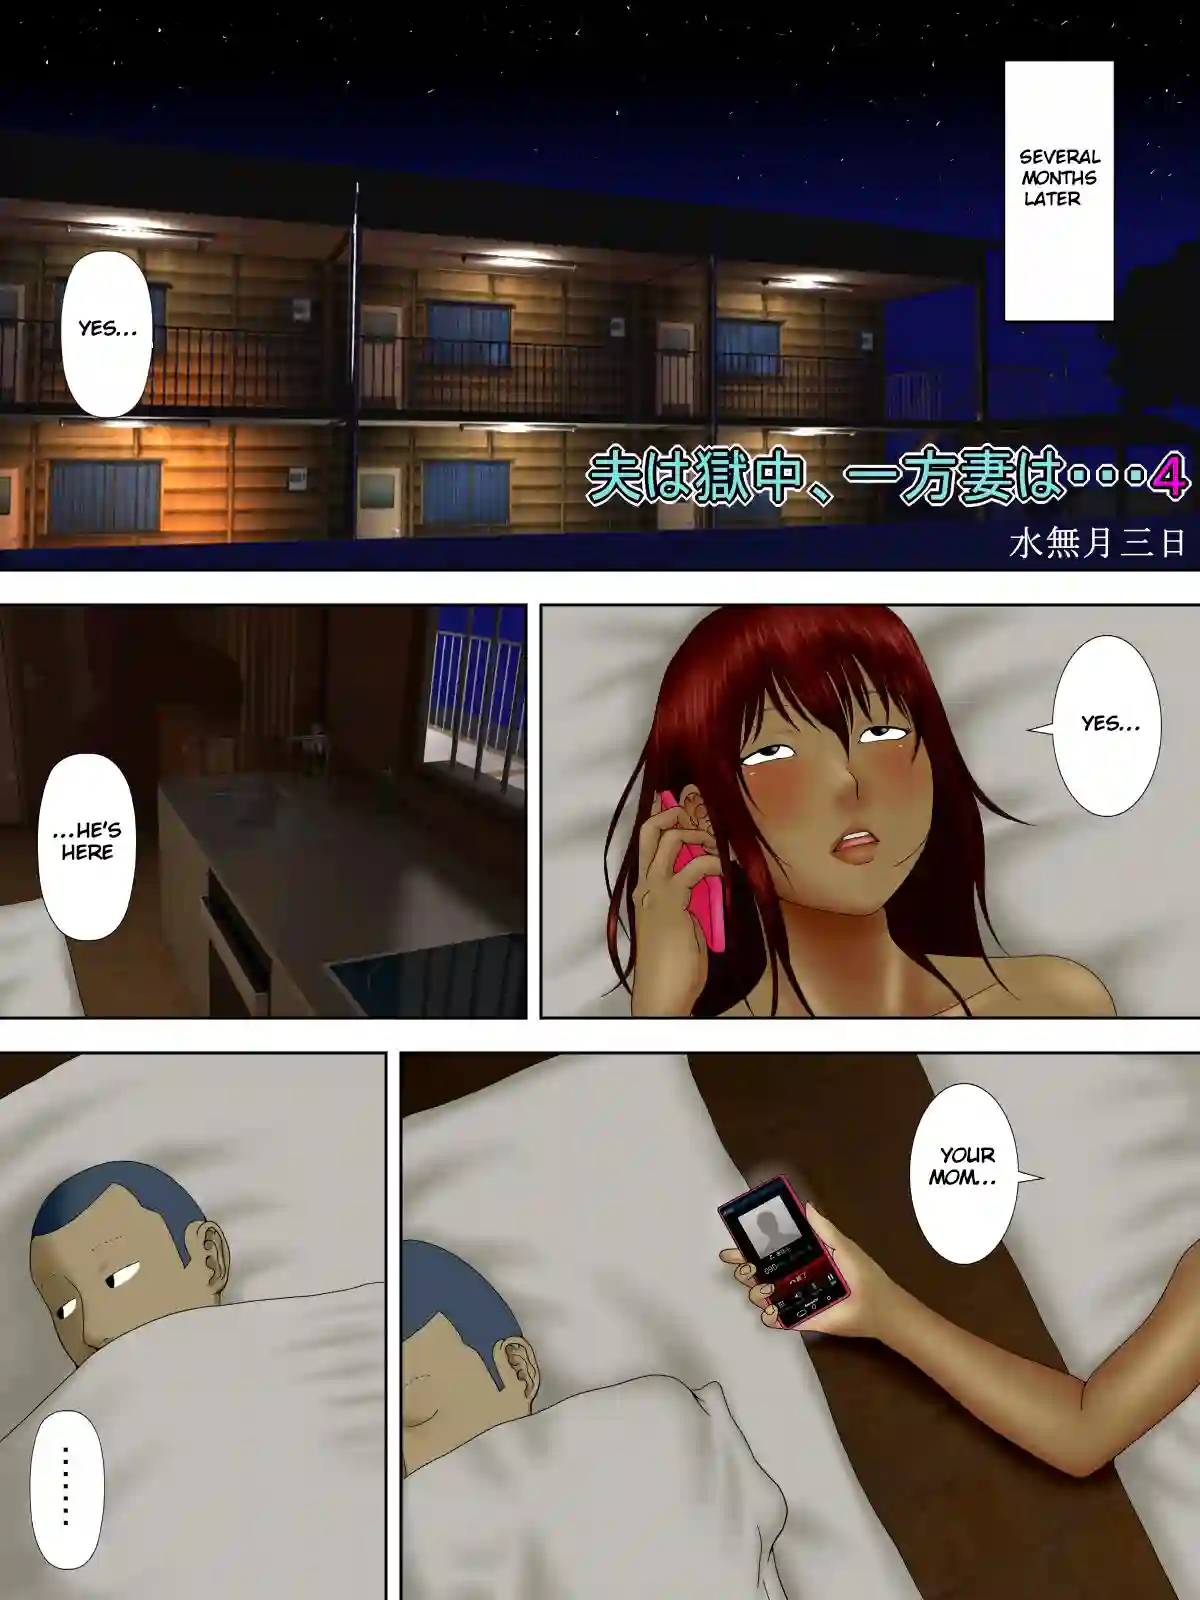 SEVERAL
MONTHS
LATER
YES...
夫は獄中、一方妻は・・・4
水無月三日
YES...
...HE'S
HERE
YOUR
MOM...
........